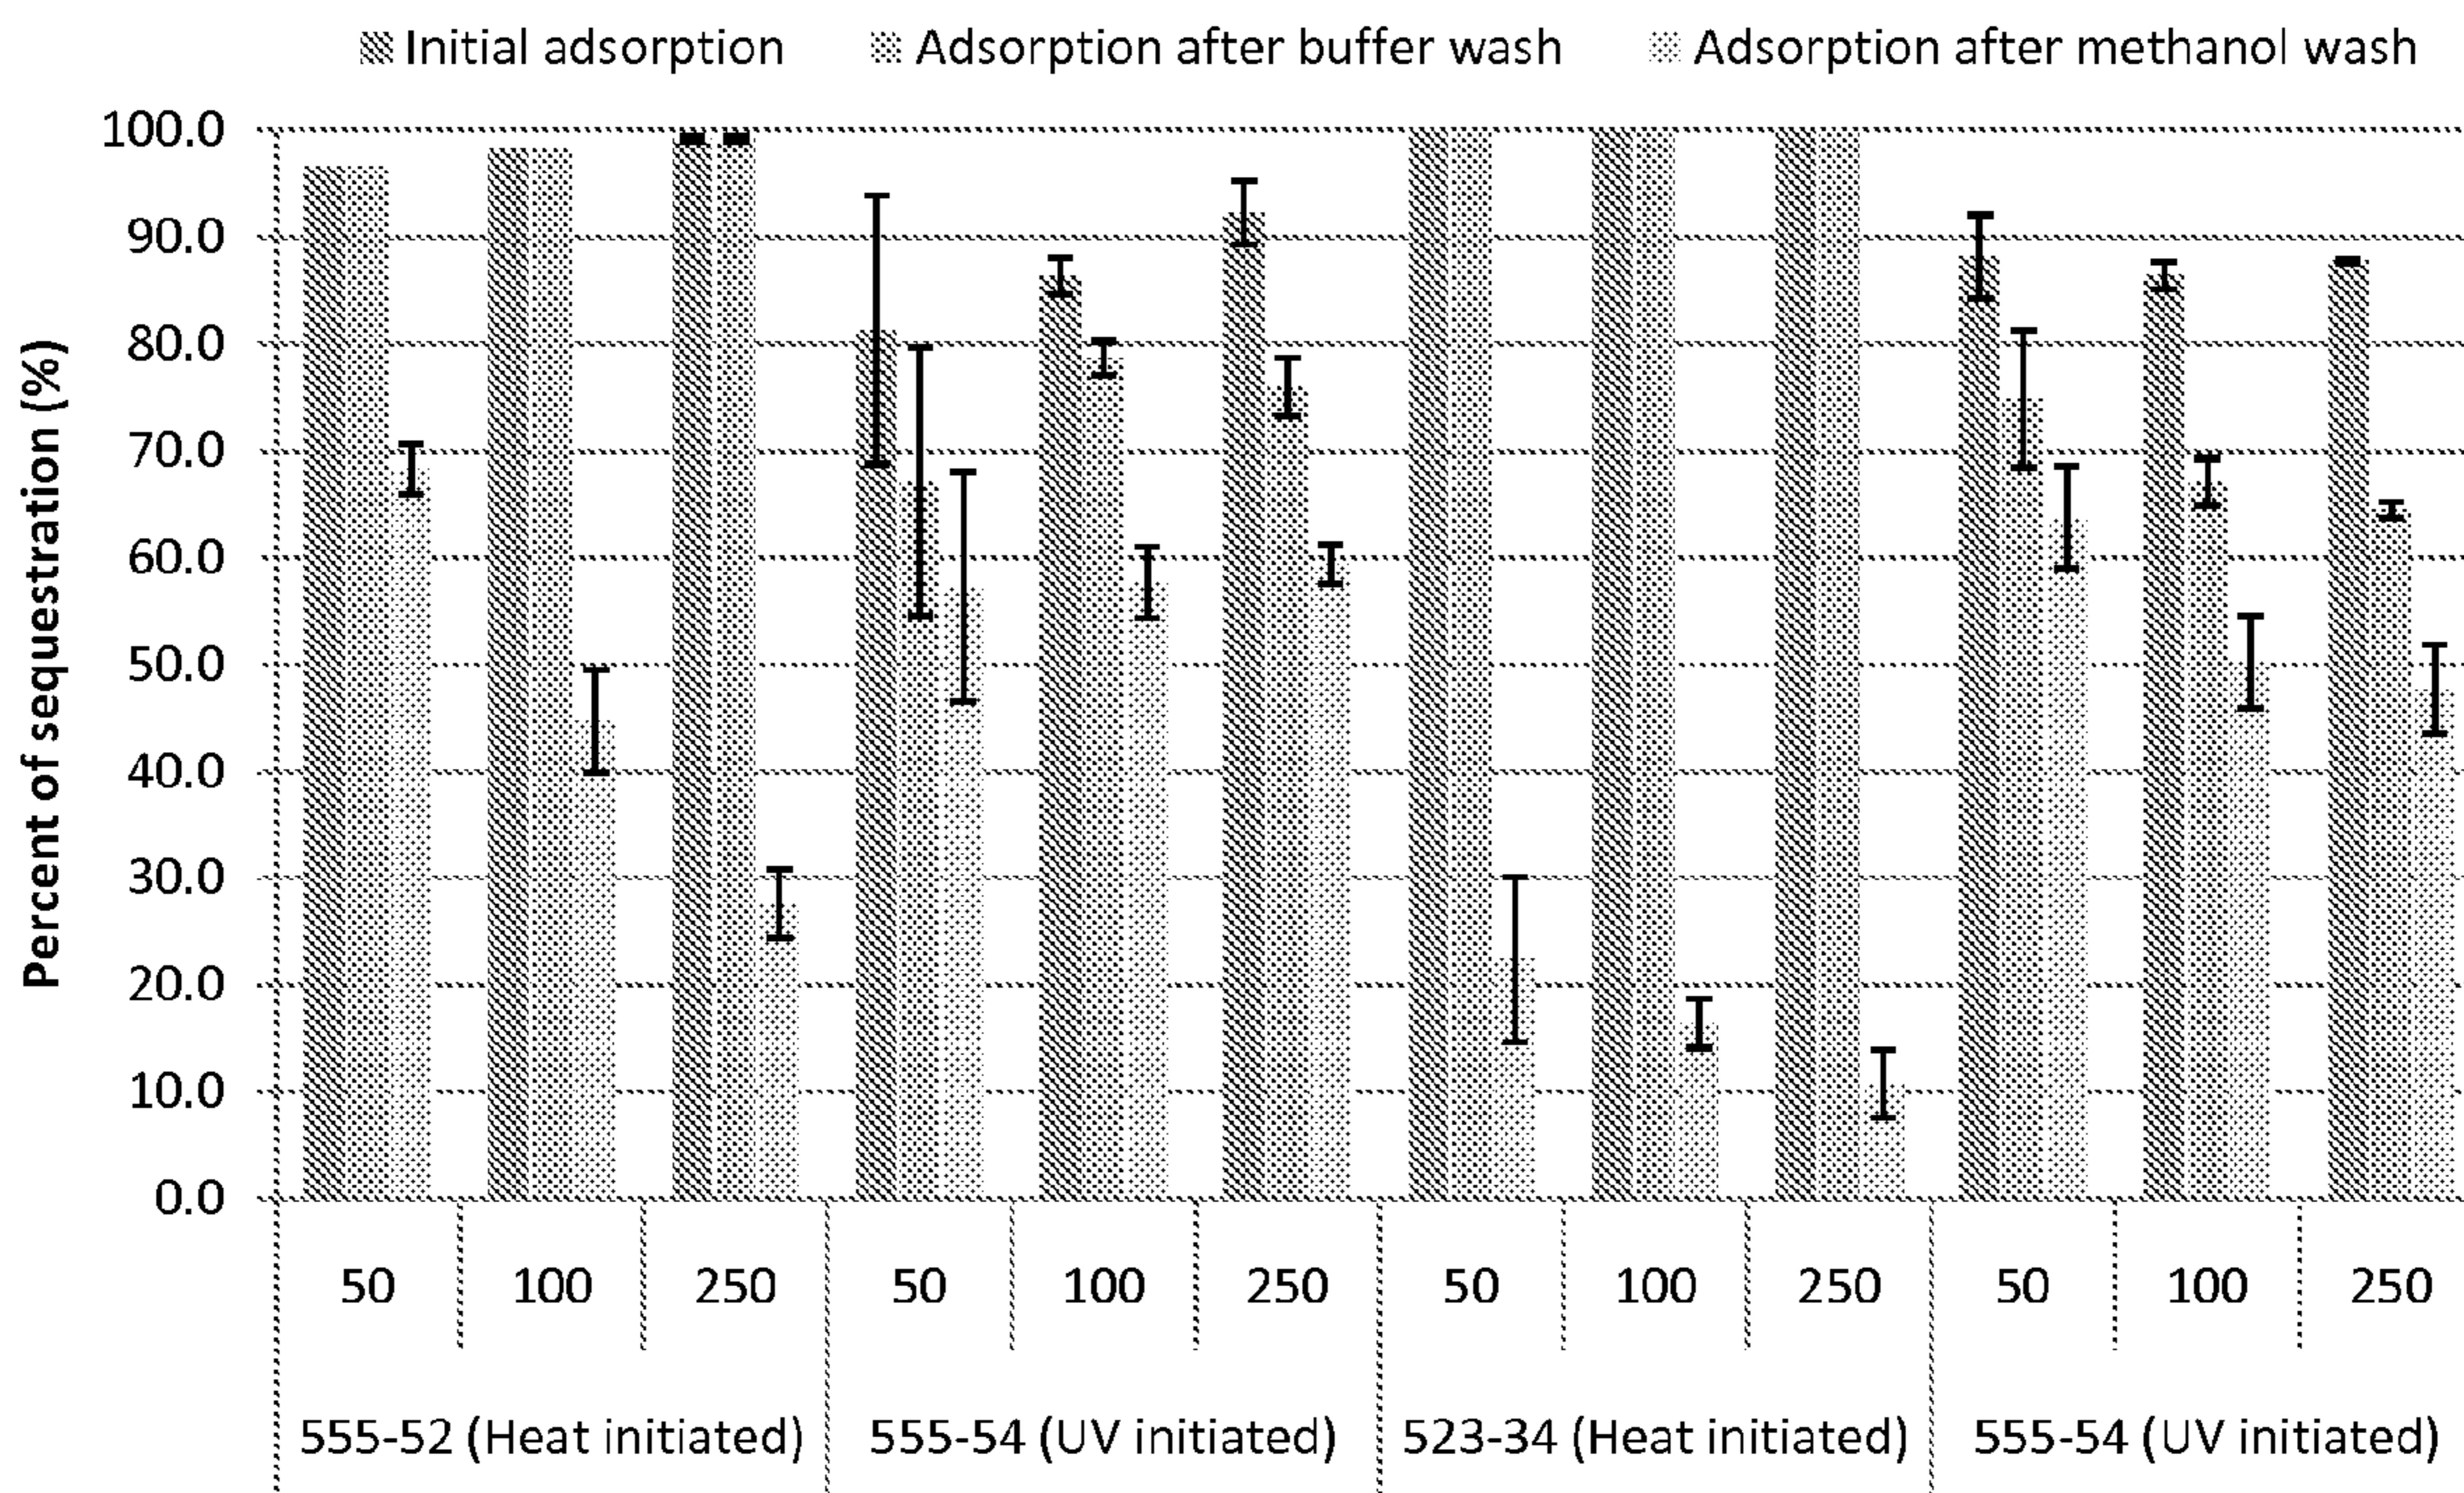 Initial adsorption Adsorption after buffer wash Adsorption after methanol wash
Percent of sequestration (%)
100.0
90.0
80.0
70.0
60.0
50.0
40.0
30.0
20.0
10.0
0.0
50 100 250 50 100 250 50 100 250 50 100 250
555-52 (Heat initiated) 555-54 (UV initiated) 523-34 (Heat initiated) 555-54 (UV initiated)